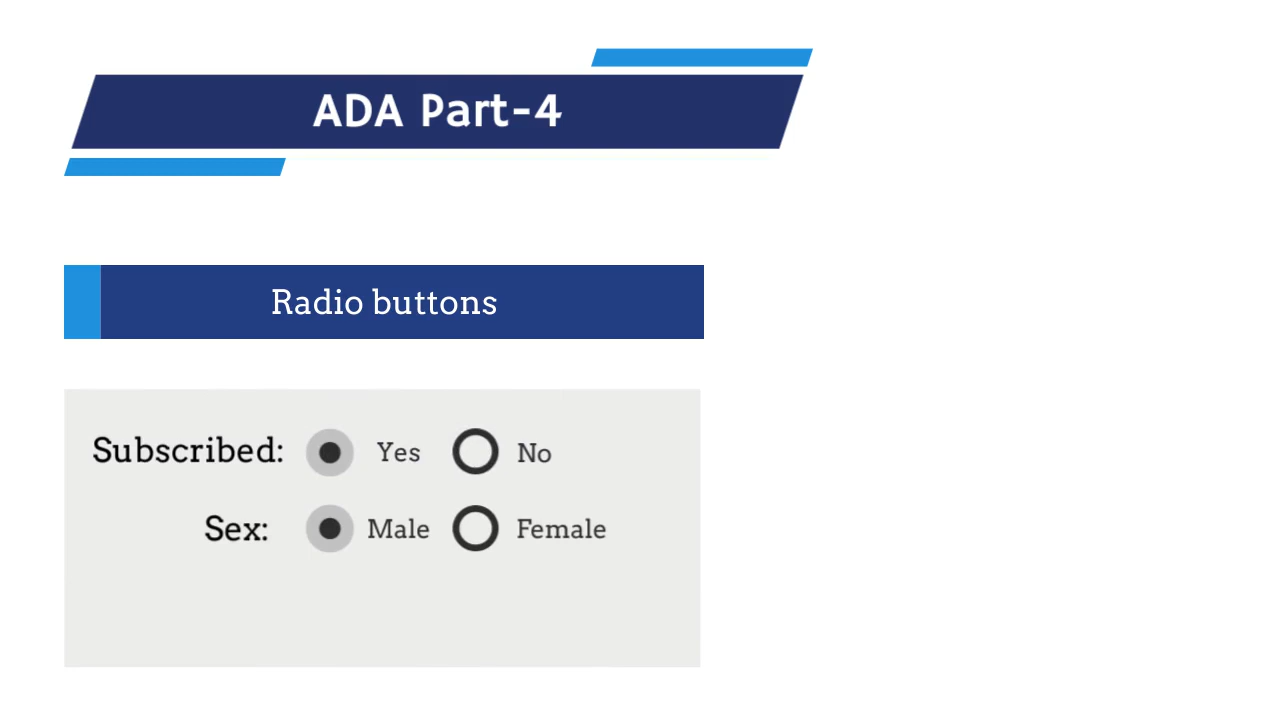 ADA Part-4
Radio buttons
Subscribed: Yes No
Sex: Male Female